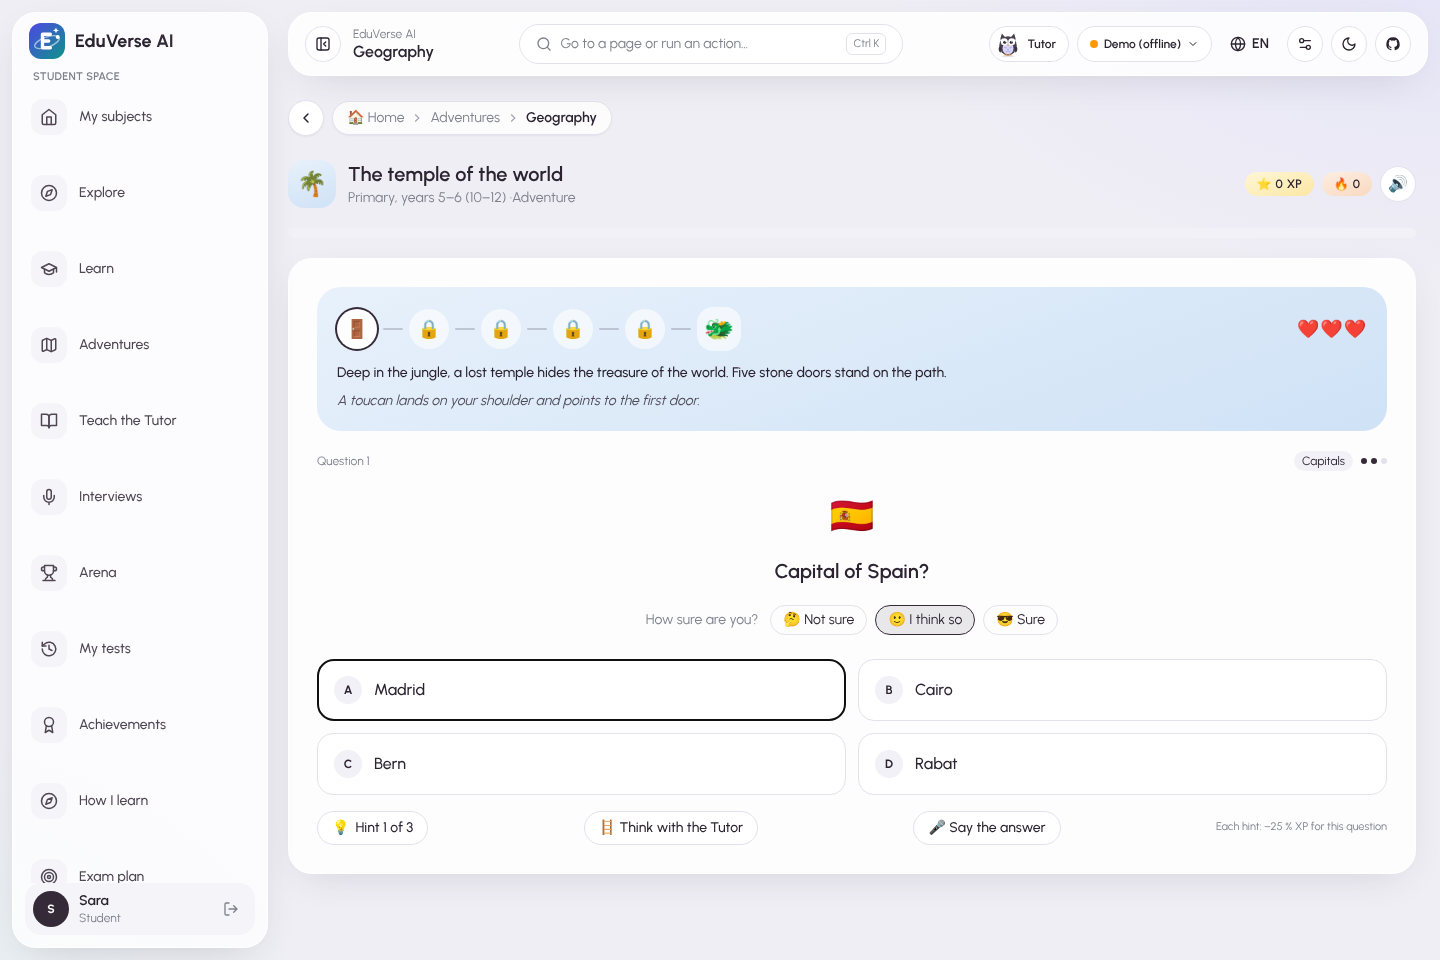 EduVerse AI
STUDENT SPACE
My subjects
Explore
Learn
Adventures
Teach the Tutor
Interviews
Arena
My tests
Achievements
How I learn
Exam plan
S
Sara
Student
EduVerse AI
Geography
Go to a page or run an action...
Ctrl K
Tutor
Demo (offline)
EN
Home
Adventures
Geography
The temple of the world
Primary, years 5–6 (10–12) ·Adventure
0 XP
0
Deep in the jungle, a lost temple hides the treasure of the world. Five stone doors stand on the path.
A toucan lands on your shoulder and points to the first door.
Question 1
Capitals
Capital of Spain?
How sure are you?
Not sure
I think so
Sure
A Madrid
B Cairo
C Bern
D Rabat
Hint 1 of 3
Think with the Tutor
Say the answer
Each hint: −25 % XP for this question